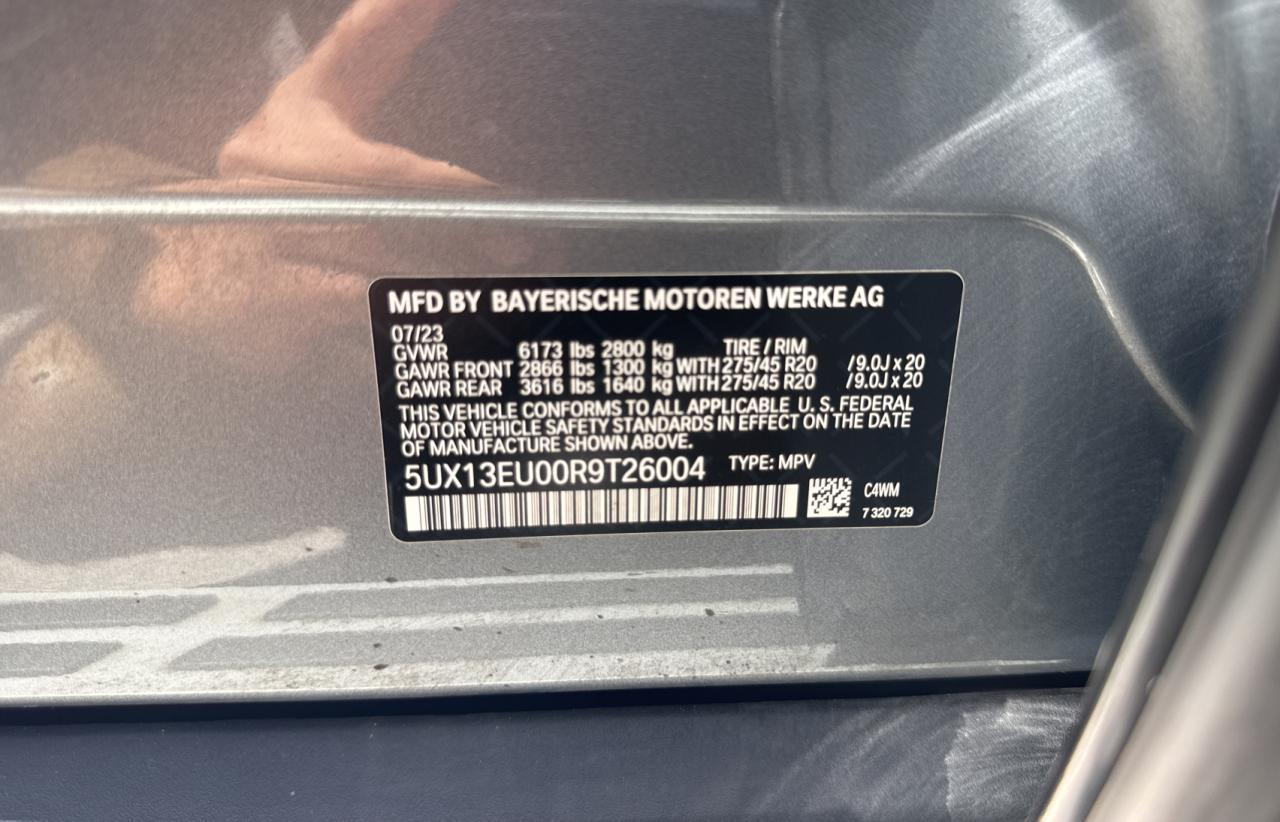 MFD BY BAYERISCHE MOTOREN WERKE AG
07/23
GVWR 6173 lbs 2800 kg TIRE / RIM
GAWR FRONT 2866 lbs 1300 kg WITH 275/45 R20 /9.0J x 20
GAWR REAR 3616 lbs 1640 kg WITH 275/45 R20 /9.0J x 20
THIS VEHICLE CONFORMS TO ALL APPLICABLE U. S. FEDERAL
MOTOR VEHICLE SAFETY STANDARDS IN EFFECT ON THE DATE
OF MANUFACTURE SHOWN ABOVE.
5UX13EU00R9T26004 TYPE: MPV
C4WM
7 320 729